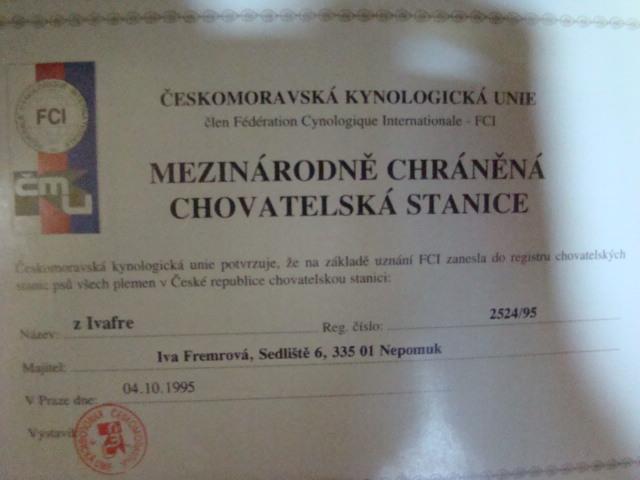 ČESKOMORAVSKÁ KYNOLOGICKÁ UNIE
člen Fédération Cynologique Internationale - FCI
FCI
ČMKU
MEZINÁRODNĚ CHRÁNĚNÁ
CHOVATELSKÁ STANICE
Českomoravská kynologická unie potvrzuje, že na základě uznání FCI zanesla do registru chovatelských
stanic psů všech plemen v České republice chovatelskou stanici:
Název: z Ivafre Reg. číslo: 2524/95
Majitel: Iva Fremrová, Sedliště 6, 335 01 Nepomuk
V Praze dne: 04.10.1995
Vystavil